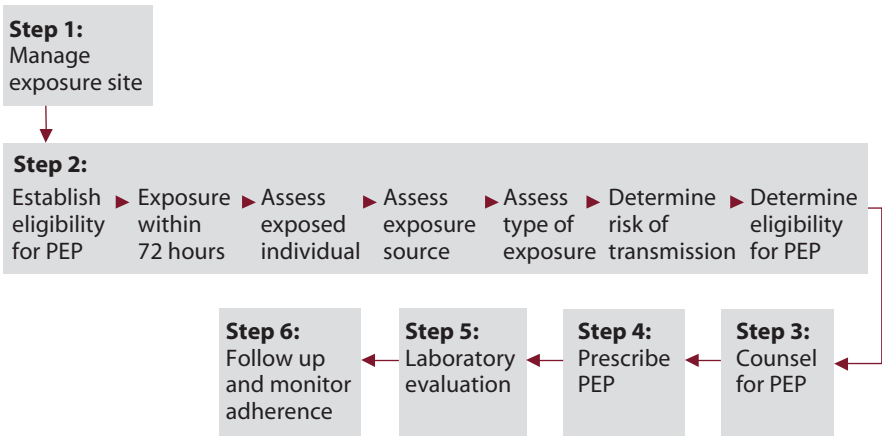 Step 1:
Manage
exposure site
Step 2:
Establish
eligibility
for PEP
Exposure
within
72 hours
Assess
exposed
individual
Assess
exposure
source
Assess
type of
exposure
Determine
risk of
transmission
Determine
eligibility
for PEP
Step 3:
Counsel
for PEP
Step 4:
Prescribe
PEP
Step 5:
Laboratory
evaluation
Step 6:
Follow up
and monitor
adherence